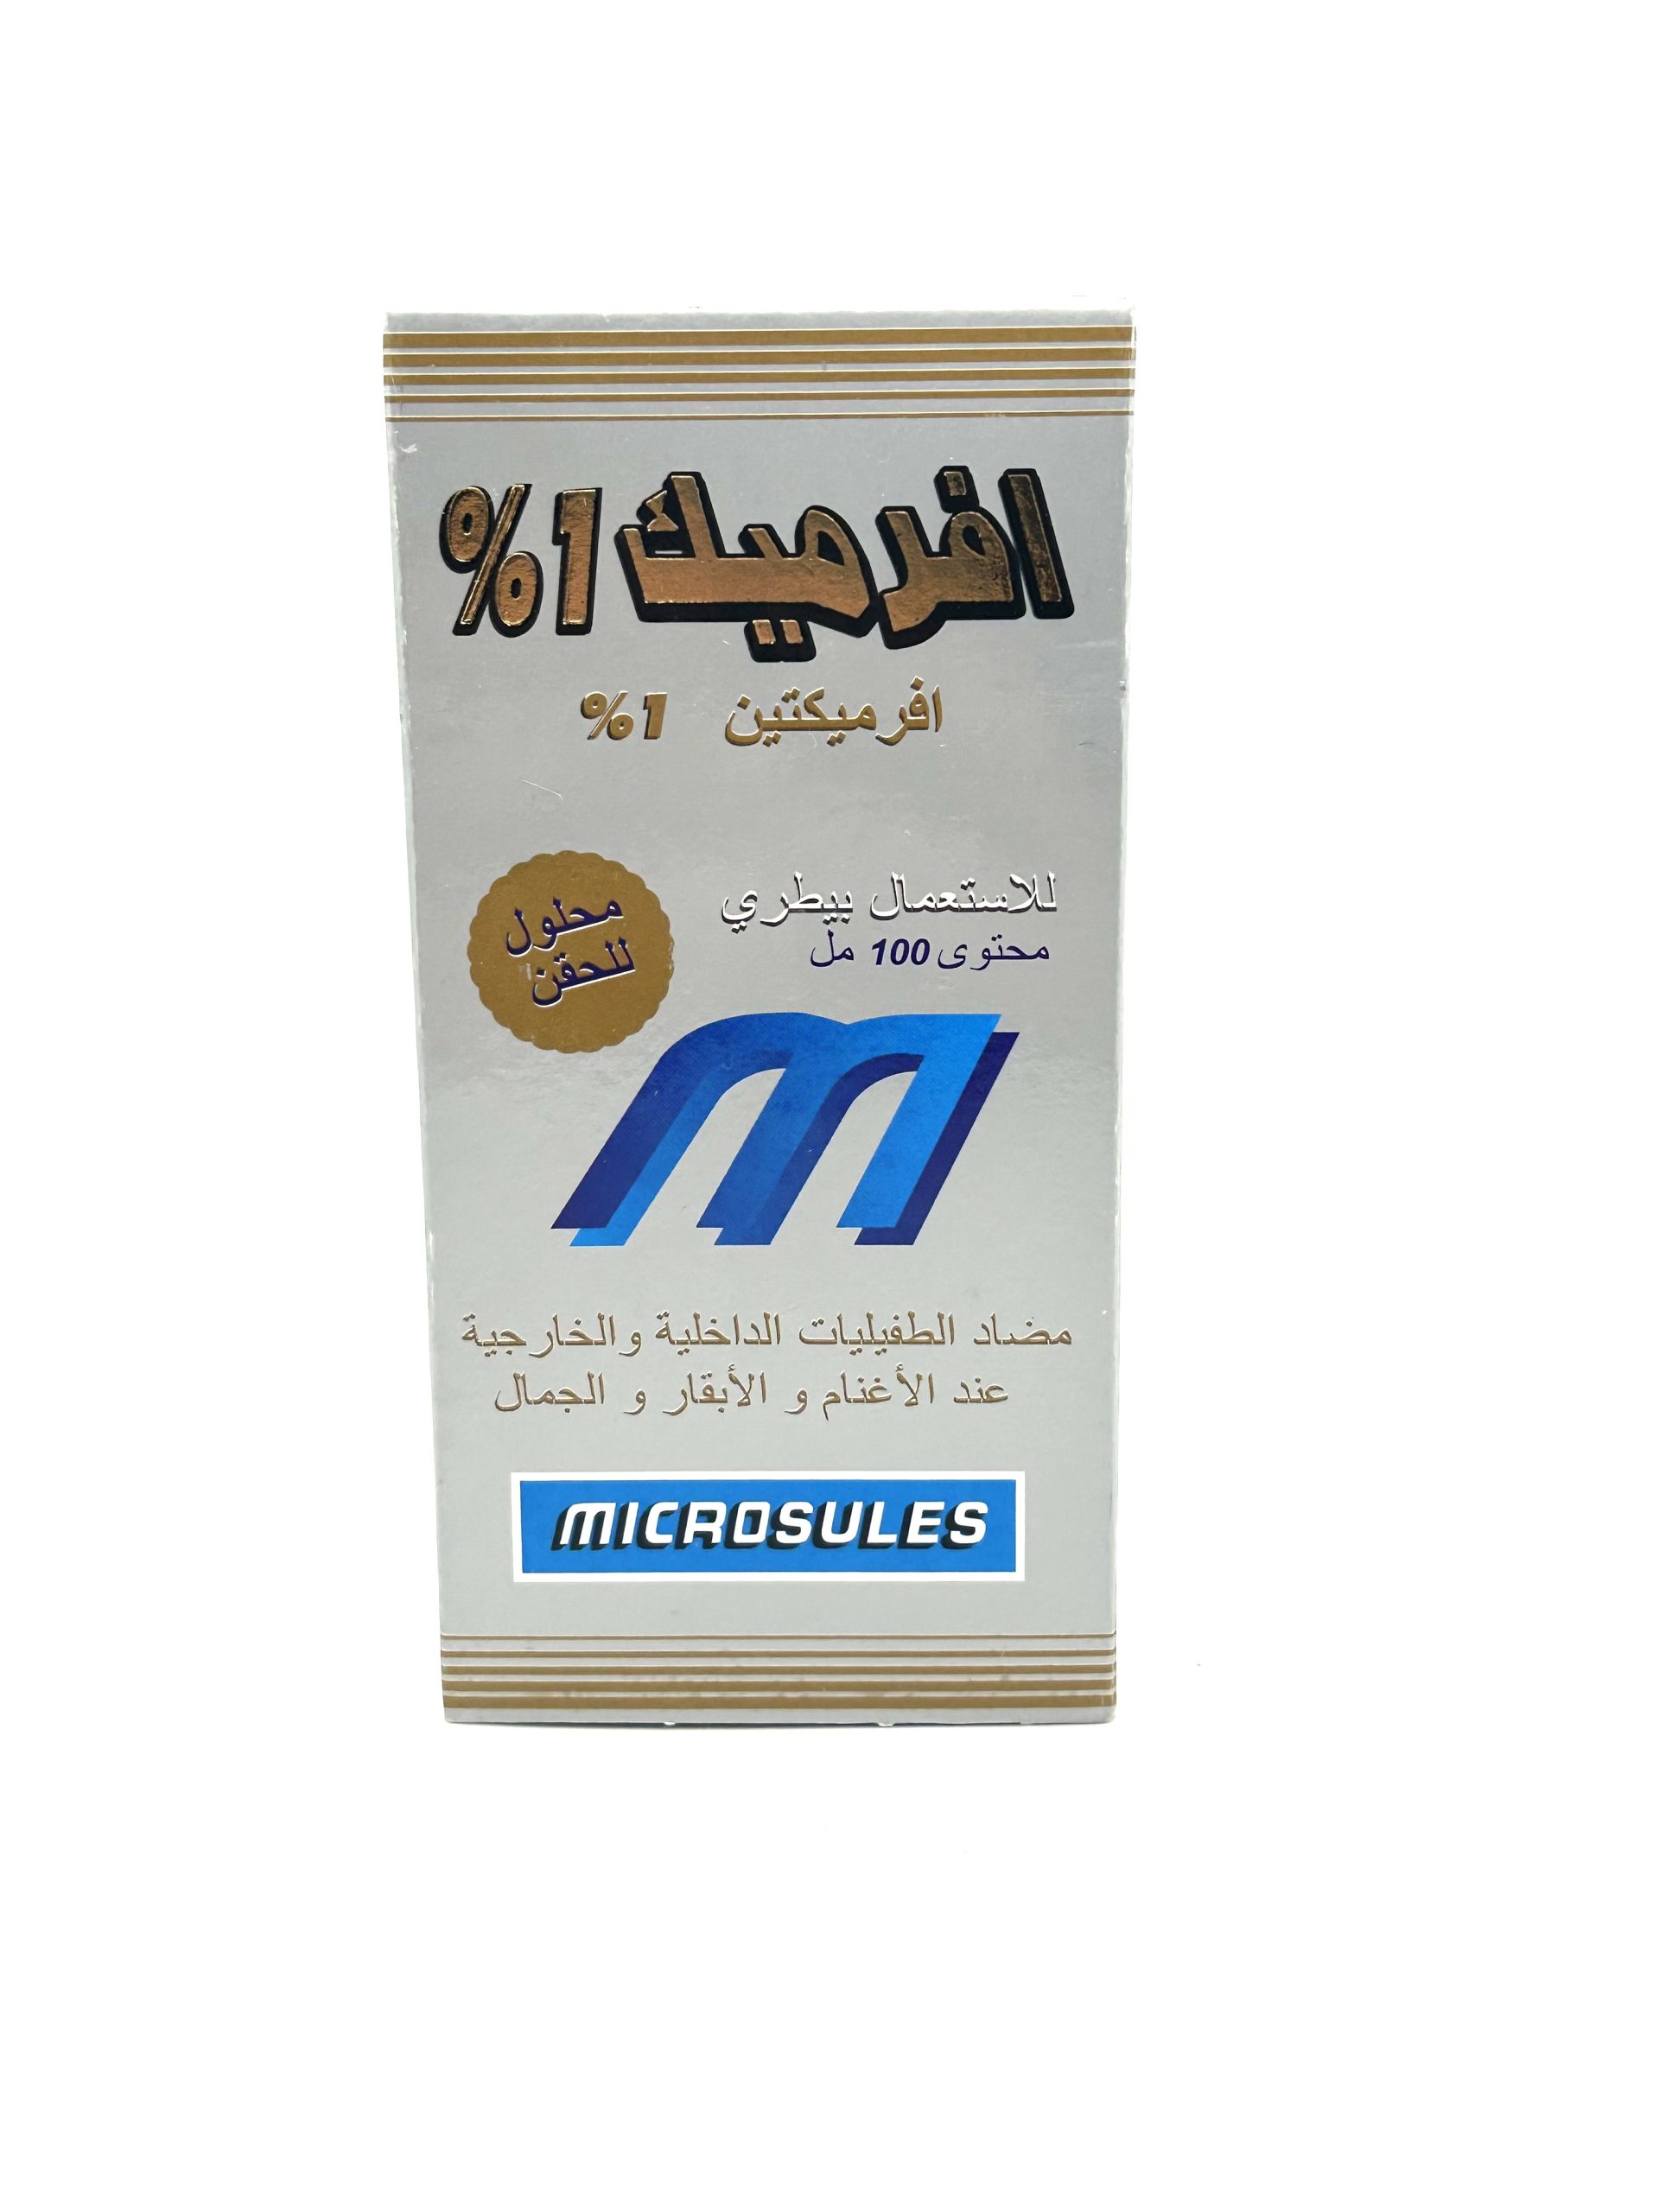 افرميك 1%
افرميكتين 1%
للاستعمال بيطري
محتوى 100 مل
محلول
للحقن
مضاد الطفيليات الداخلية والخارجية
عند الأغنام و الأبقار و الجمال
MICROSULES